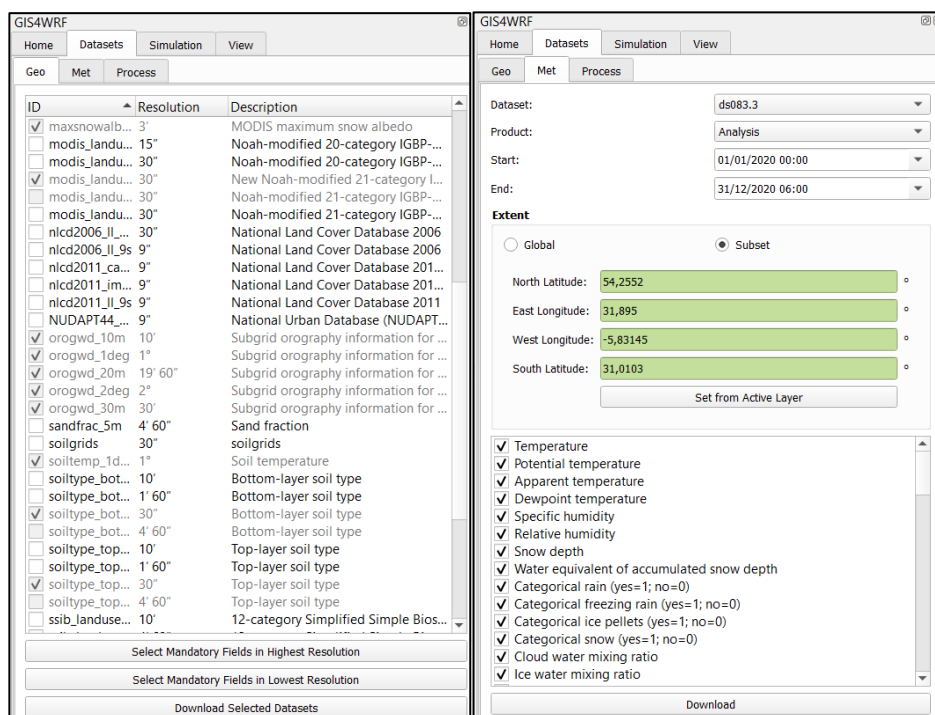 GIS4WRF
Home Datasets Simulation View
Geo Met Process
ID Resolution Description
maxsnowalb... 3' MODIS maximum snow albedo
modis_landu... 15" Noah-modified 20-category IGBP-...
modis_landu... 30" Noah-modified 20-category IGBP-...
modis_landu... 30" New Noah-modified 21-category I...
modis_landu... 30" Noah-modified 21-category IGBP-...
modis_landu... 30" Noah-modified 21-category IGBP-...
nlcd2006_ll_... 30" National Land Cover Database 2006
nlcd2006_ll_9s 9" National Land Cover Database 2006
nlcd2011_ca... 9" National Land Cover Database 201...
nlcd2011_im... 9" National Land Cover Database 201...
nlcd2011_ll_9s 9" National Land Cover Database 2011
NUDAPT44_... 9" National Urban Database (NUDAPT...
orogwd_10m 10' Subgrid orography information for ...
orogwd_1deg 1° Subgrid orography information for ...
orogwd_20m 19' 60" Subgrid orography information for ...
orogwd_2deg 2° Subgrid orography information for ...
orogwd_30m 30' Subgrid orography information for ...
sandfrac_5m 4' 60" Sand fraction
soilgrids 30" soilgrids
soiltemp_1d... 1° Soil temperature
soiltype_bot... 10' Bottom-layer soil type
soiltype_bot... 1' 60" Bottom-layer soil type
soiltype_bot... 30" Bottom-layer soil type
soiltype_bot... 4' 60" Bottom-layer soil type
soiltype_top... 10' Top-layer soil type
soiltype_top... 1' 60" Top-layer soil type
soiltype_top... 30" Top-layer soil type
soiltype_top... 4' 60" Top-layer soil type
ssib_landuse... 10' 12-category Simplified Simple Bios...
Select Mandatory Fields in Highest Resolution
Select Mandatory Fields in Lowest Resolution
Download Selected Datasets
GIS4WRF
Home Datasets Simulation View
Geo Met Process
Dataset: ds083.3
Product: Analysis
Start: 01/01/2020 00:00
End: 31/12/2020 06:00
Extent
Global Subset
North Latitude: 54,2552 °
East Longitude: 31,895 °
West Longitude: -5,83145 °
South Latitude: 31,0103 °
Set from Active Layer
Temperature
Potential temperature
Apparent temperature
Dewpoint temperature
Specific humidity
Relative humidity
Snow depth
Water equivalent of accumulated snow depth
Categorical rain (yes=1; no=0)
Categorical freezing rain (yes=1; no=0)
Categorical ice pellets (yes=1; no=0)
Categorical snow (yes=1; no=0)
Cloud water mixing ratio
Ice water mixing ratio
Download